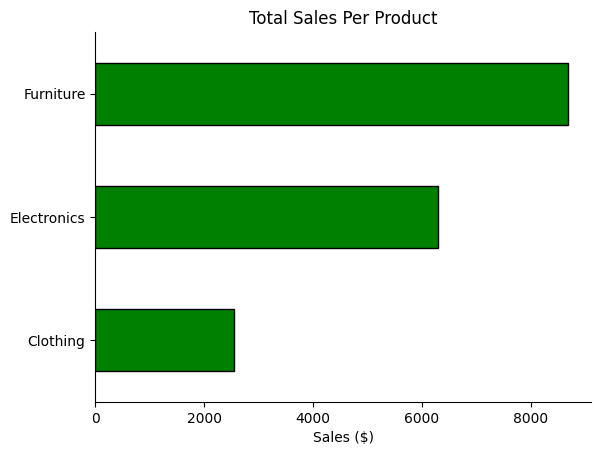 Total Sales Per Product
Furniture
Electronics
Clothing
0 2000 4000 6000 8000
Sales ($)